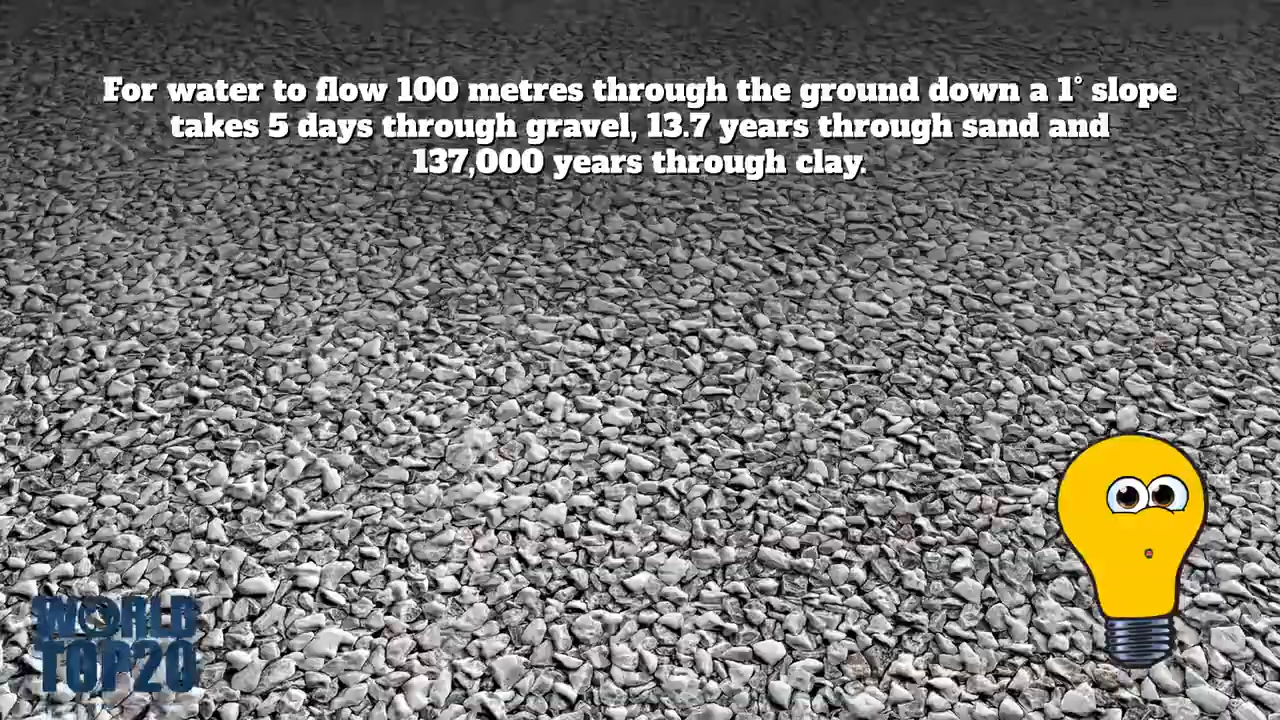 For water to flow 100 metres through the ground down a 1° slope
takes 5 days through gravel, 13.7 years through sand and
137,000 years through clay.
WORLD
TOP20